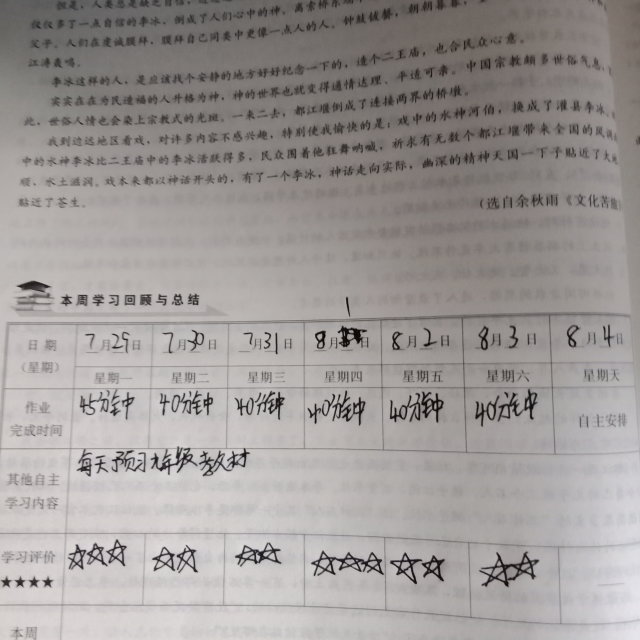 仅仅多了一点自信的李冰，倒成了人们心中的神，
父子。人们在虔诚膜拜，膜拜自己同类中更像一点人的人。钟鼓钹磬，朝朝暮暮，
江涛轰鸣。
李冰这样的人，是应该找个安静的地方好好纪念一下的，造个二王庙，也合民众心意。
实实在在为民造福的人升格为神，神的世界也就变得通情达理、平适可亲。中国宗教颇多世俗气息，
此，世俗人情也会染上宗教式的光斑。一来二去，都江堰倒成了连接两界的桥墩。
我到边远地区看戏，对许多内容不感兴趣，特别使我愉快的是：戏中的水神河伯，换成了灌县李冰。
中的水神李冰比二王庙中的李冰活跃得多，民众围着他狂舞呐喊，祈求有无数个都江堰带来全国的风调
顺，水土滋润。戏本来都以神话开头的，有了一个李冰，神话走向实际，幽深的精神天国一下子贴近了大
贴近了苍生。
（选自余秋雨《文化苦旅
本周学习回顾与总结
1
日期 7月29日 7月30日 7月31日 8月 日 8月2日 8月3日 8月4日
（星期） 星期一 星期二 星期三 星期四 星期五 星期六 星期天
作业 45分钟 40分钟 40分钟 40分钟 40分钟 40分钟 自主安排
完成时间
每天预习九年级教材
其他自主
学习内容
学习评价 ☆☆☆ ☆☆ ☆☆ ☆☆☆ ☆☆ ☆☆
★★★★
本周